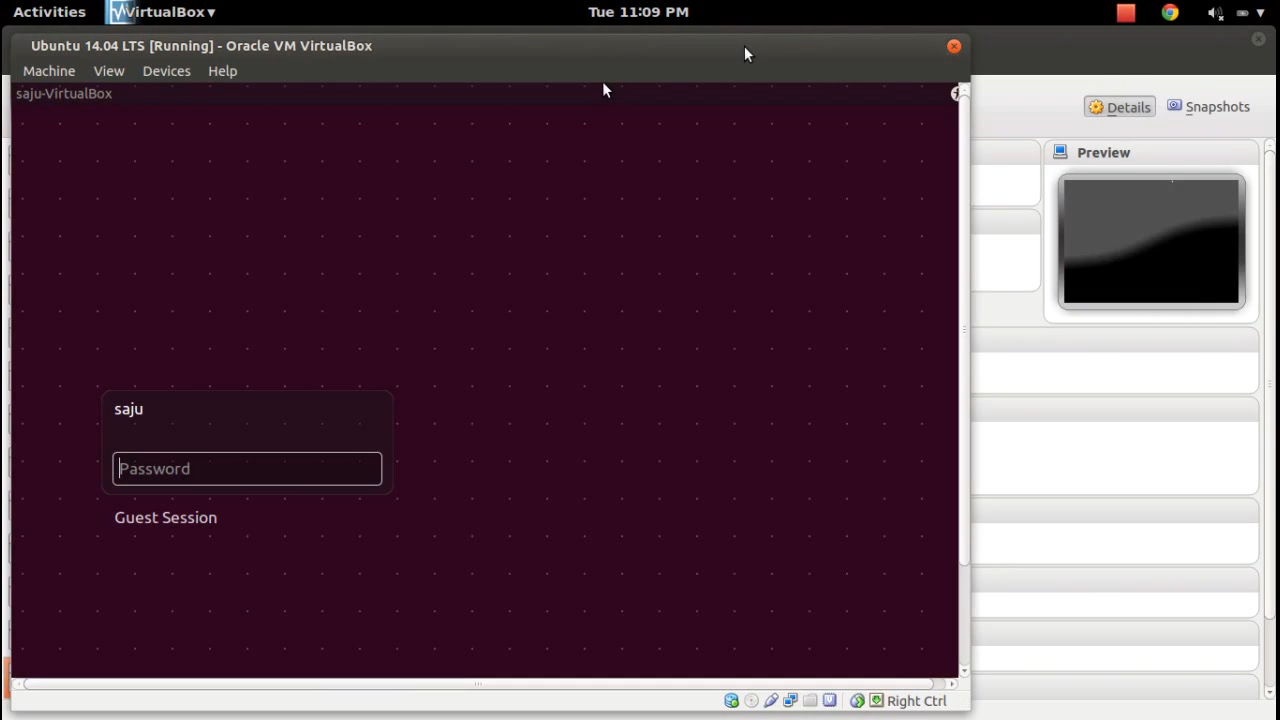 Activities VirtualBox ▾ Tue 11:09 PM
Ubuntu 14.04 LTS [Running] - Oracle VM VirtualBox
Machine View Devices Help
saju-VirtualBox
Details Snapshots
Preview
saju
Password
Guest Session
Right Ctrl